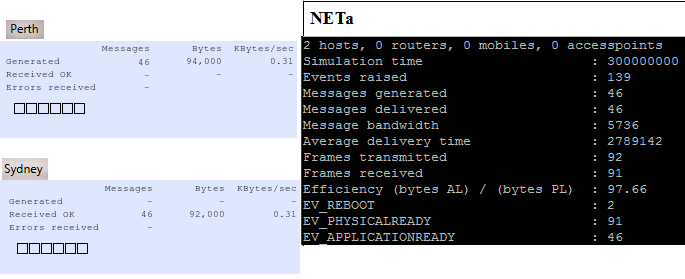 Perth
Messages Bytes KBytes/sec
Generated 46 94,000 0.31
Received OK - - -
Errors received -
Sydney
Messages Bytes KBytes/sec
Generated - - -
Received OK 46 92,000 0.31
Errors received -
NETa
2 hosts, 0 routers, 0 mobiles, 0 accesspoints
Simulation time : 300000000
Events raised : 139
Messages generated : 46
Messages delivered : 46
Message bandwidth : 5736
Average delivery time : 2789142
Frames transmitted : 92
Frames received : 91
Efficiency (bytes AL) / (bytes PL) : 97.66
EV_REBOOT : 2
EV_PHYSICALREADY : 91
EV_APPLICATIONREADY : 46